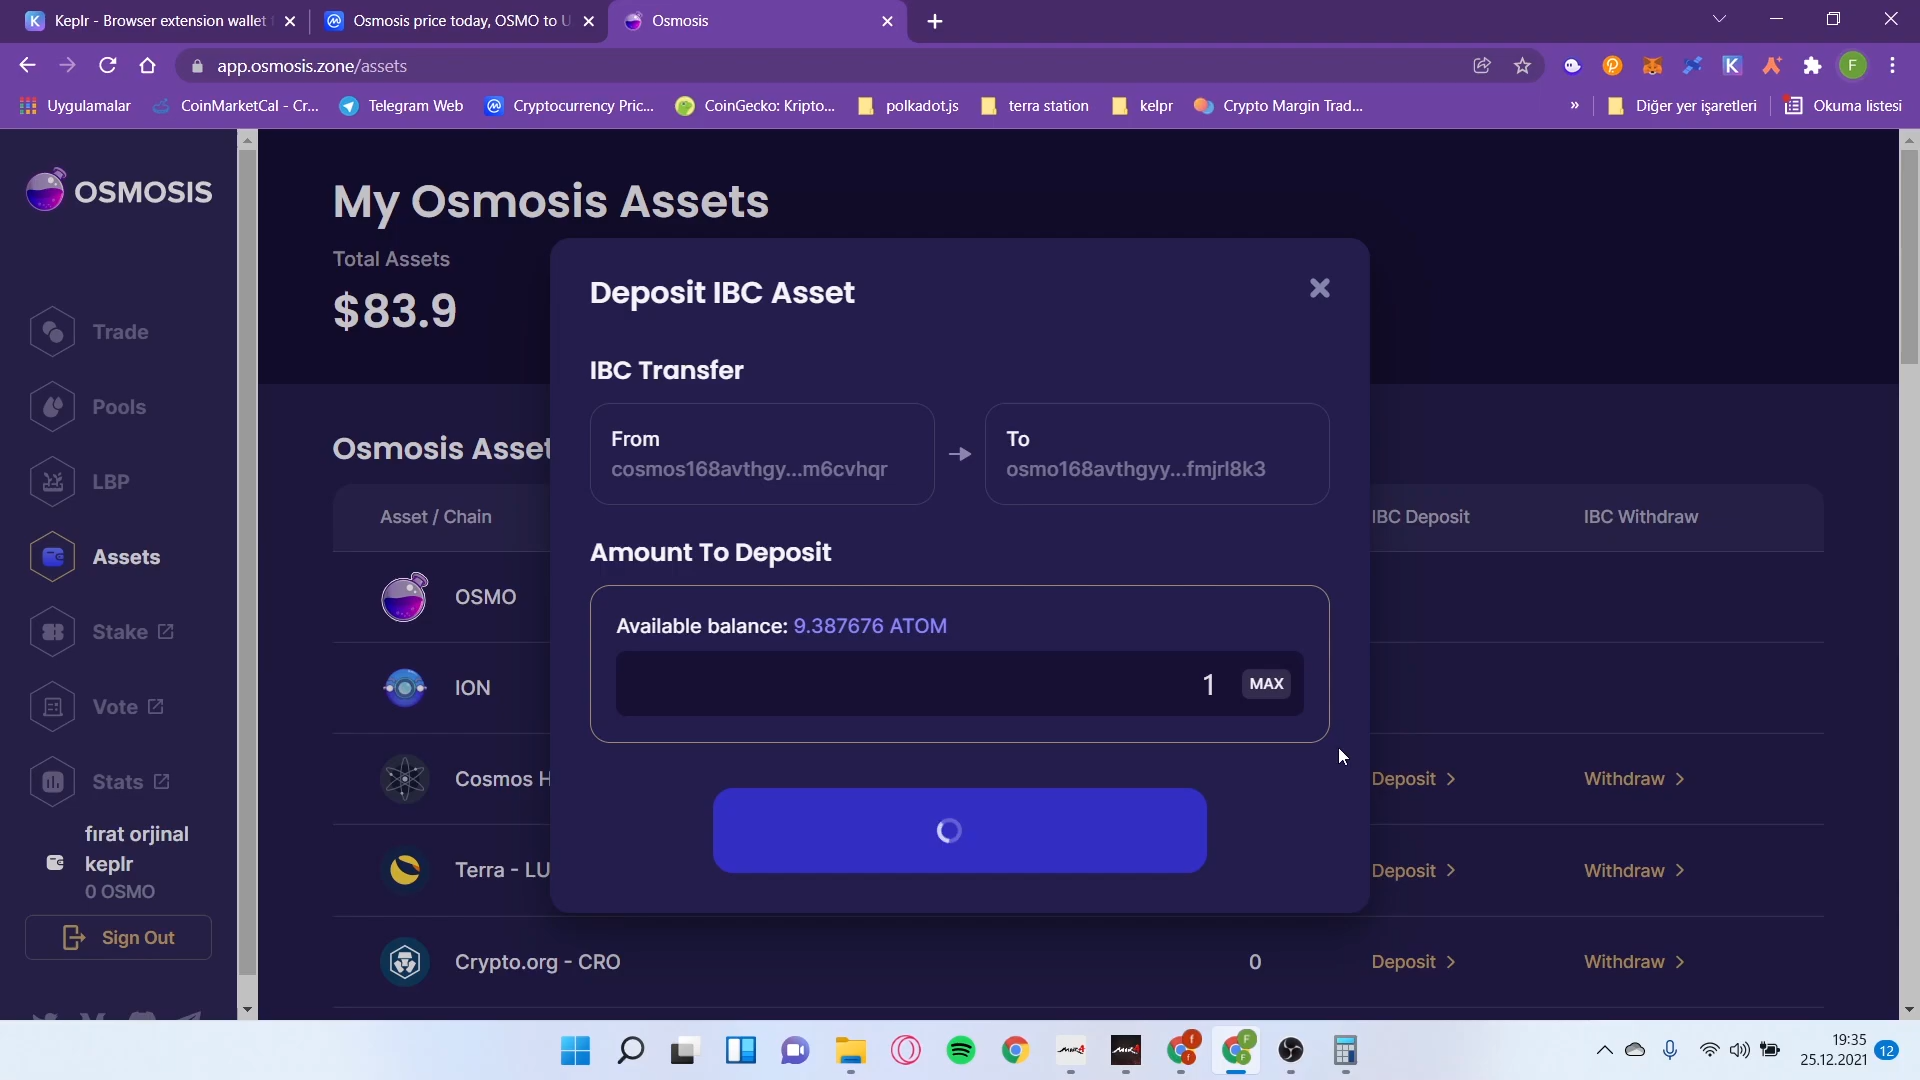 Keplr - Browser extension wallet
Osmosis price today, OSMO to U
Osmosis
app.osmosis.zone/assets
F
Uygulamalar
CoinMarketCal - Cr...
Telegram Web
Cryptocurrency Pric...
CoinGecko: Kripto...
polkadot.js
terra station
kelpr
Crypto Margin Trad...
»
Diğer yer işaretleri
Okuma listesi
OSMOSIS
Trade
Pools
LBP
Assets
Stake
Vote
Stats
fırat orjinal
keplr
0 OSMO
Sign Out
My Osmosis Assets
Total Assets
$83.9
Osmosis Asset
Asset / Chain
IBC Deposit
IBC Withdraw
OSMO
ION
Cosmos H
Deposit >
Withdraw >
Terra - LU
Deposit >
Withdraw >
Crypto.org - CRO
0
Deposit >
Withdraw >
Deposit IBC Asset
IBC Transfer
From
cosmos168avthgy...m6cvhqr
To
osmo168avthgyy...fmjrl8k3
Amount To Deposit
Available balance: 9.387676 ATOM
1
MAX
19:35
25.12.2021
12